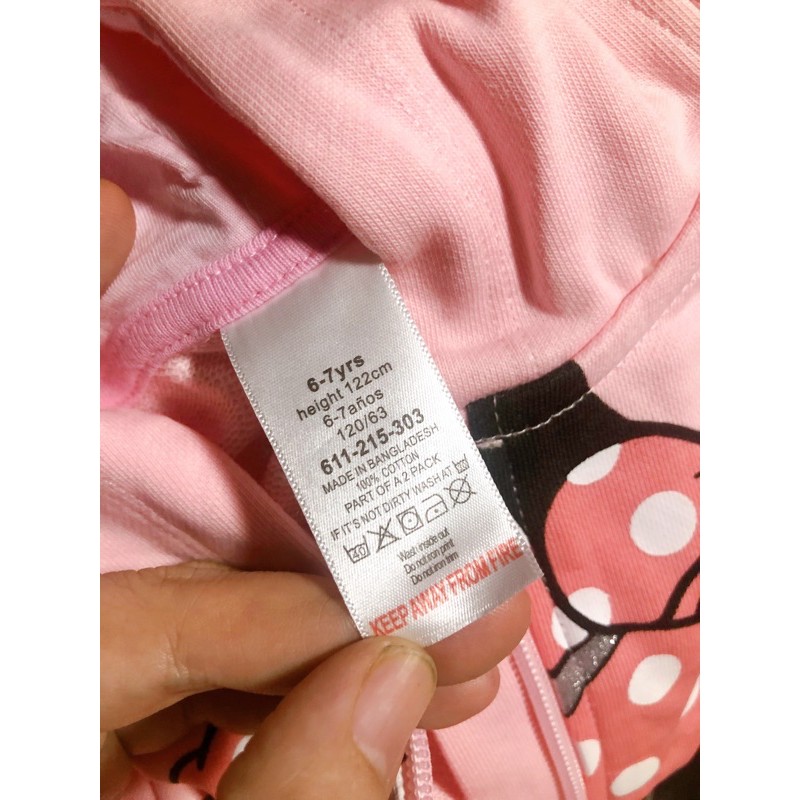 6-7yrs
height 122cm
6-7años
120/63
611-215-303
MADE IN BANGLADESH
100% COTTON
PART OF A 2 PACK
IF IT'S NOT DIRTY WASH AT 30
40
Wash inside out
Do not iron print
Do not iron trim
KEEP AWAY FROM FIRE